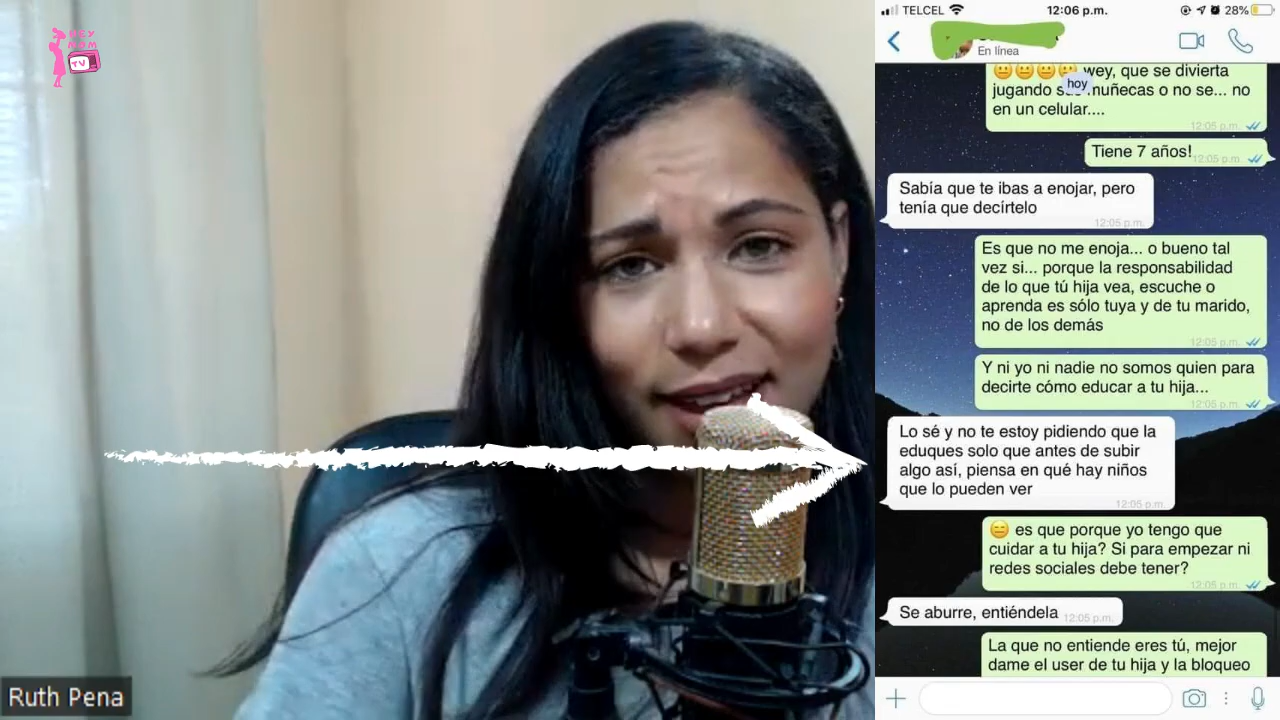 HEY
MOM
TV
Ruth Pena
TELCEL
12:06 p.m.
28%
En línea
hoy
wey, que se divierta
jugando sus muñecas o no se... no
en un celular....
12:05 p.m.
Tiene 7 años!
12:05 p.m.
Sabía que te ibas a enojar, pero
tenía que decírtelo
12:05 p.m.
Es que no me enoja... o bueno tal
vez si... porque la responsabilidad
de lo que tú hija vea, escuche o
aprenda es sólo tuya y de tu marido,
no de los demás
12:05 p.m.
Y ni yo ni nadie no somos quien para
decirte cómo educar a tu hija...
12:05 p.m.
Lo sé y no te estoy pidiendo que la
eduques solo que antes de subir
algo así, piensa en qué hay niños
que lo pueden ver
12:05 p.m.
😑 es que porque yo tengo que
cuidar a tu hija? Si para empezar ni
redes sociales debe tener?
12:05 p.m.
Se aburre, entiéndela
12:05 p.m.
La que no entiende eres tú, mejor
dame el user de tu hija y la bloqueo